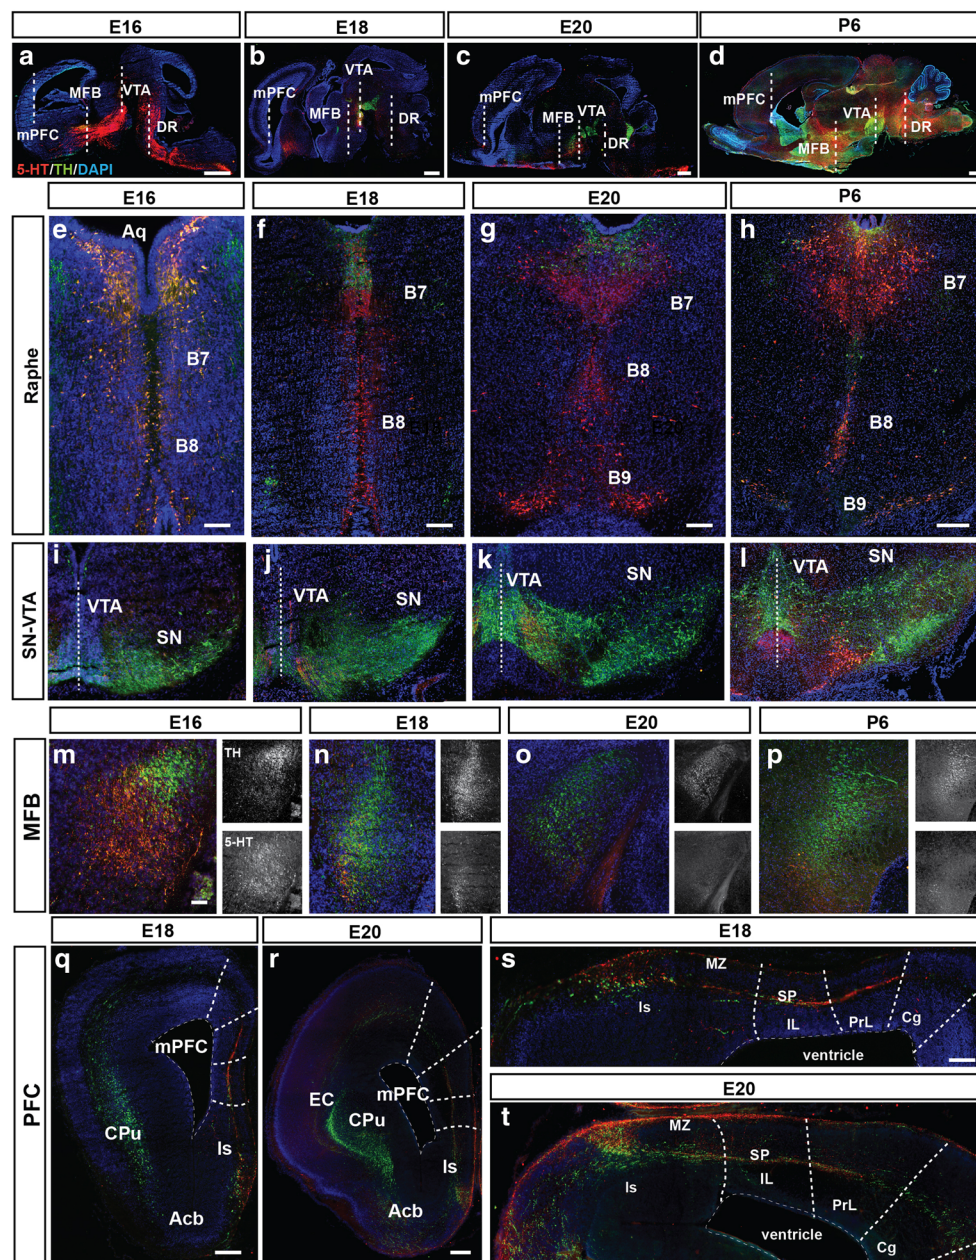 E16 E18 E20 P6
a b c d
mPFC MFB VTA DR
mPFC MFB VTA DR
mPFC MFB VTA DR
mPFC MFB VTA DR
5-HT/TH/DAPI
E16 E18 E20 P6
Raphe
e Aq B7 B8
f B7 B8
g B7 B8 B9
h B7 B8 B9
SN-VTA
i VTA SN
j VTA SN
k VTA SN
l VTA SN
E16 E18 E20 P6
MFB
m TH 5-HT
n
o
p
E18 E20 E18
PFC
q mPFC CPu Is Acb
r EC mPFC CPu Is Acb
s MZ Is SP IL PrL Cg
ventricle
E20
t MZ SP Is IL PrL
ventricle Cg